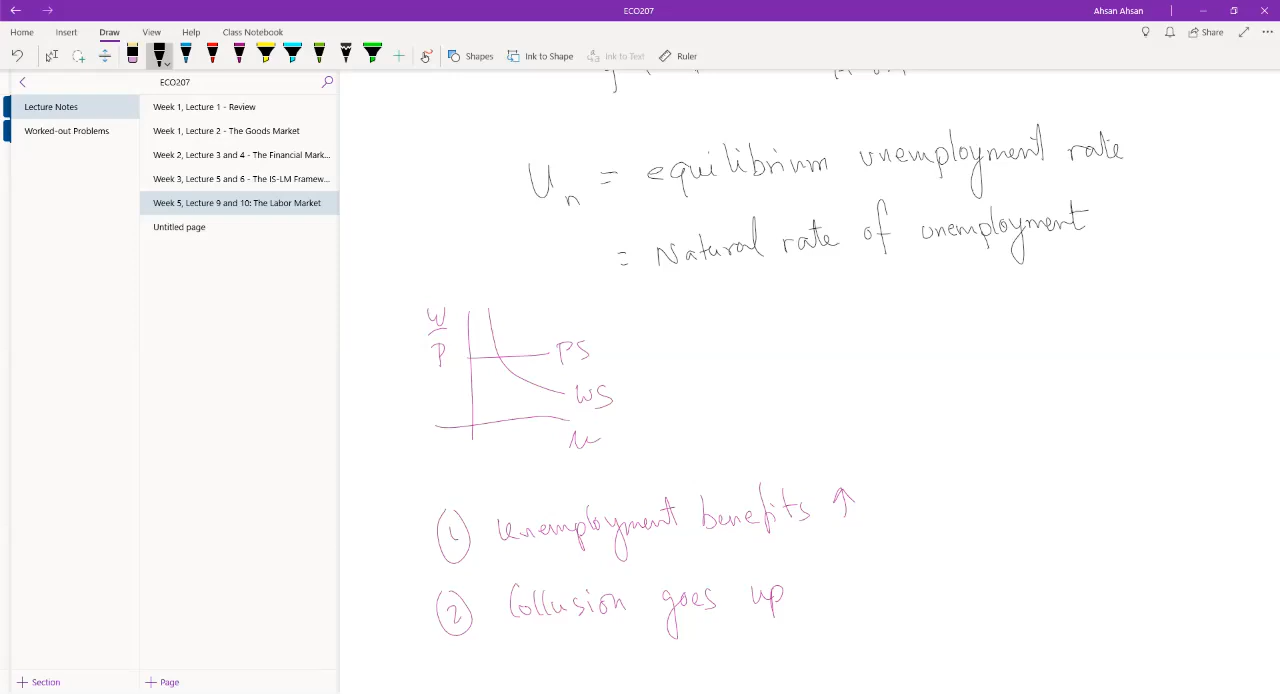 ECO207
Ahsan Ahsan
Home Insert Draw View Help Class Notebook
Share
Shapes Ink to Shape Ink to Text Ruler
ECO207
Lecture Notes
Worked-out Problems
Week 1, Lecture 1 - Review
Week 1, Lecture 2 - The Goods Market
Week 2, Lecture 3 and 4 - The Financial Mark...
Week 3, Lecture 5 and 6 - The IS-LM Framew...
Week 5, Lecture 9 and 10: The Labor Market
Untitled page
Section
Page
Un = equilibrium unemployment rate
= Natural rate of unemployment
W
P
PS
WS
u
1 Unemployment benefits ↑
2 Collusion goes up